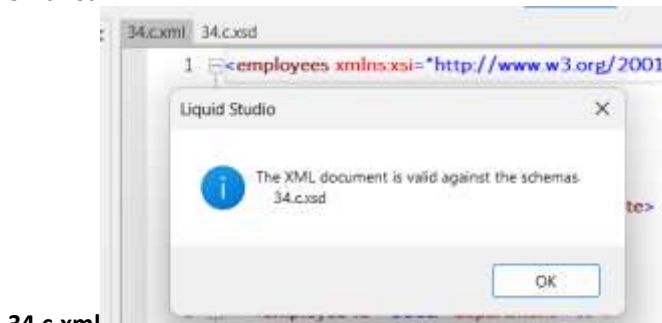 34.c.xml 34.c.xsd
1 <employees xmlns:xsi="http://www.w3.org/2001
Liquid Studio
The XML document is valid against the schemas
34.c.xsd
te>
OK
34.c.xml